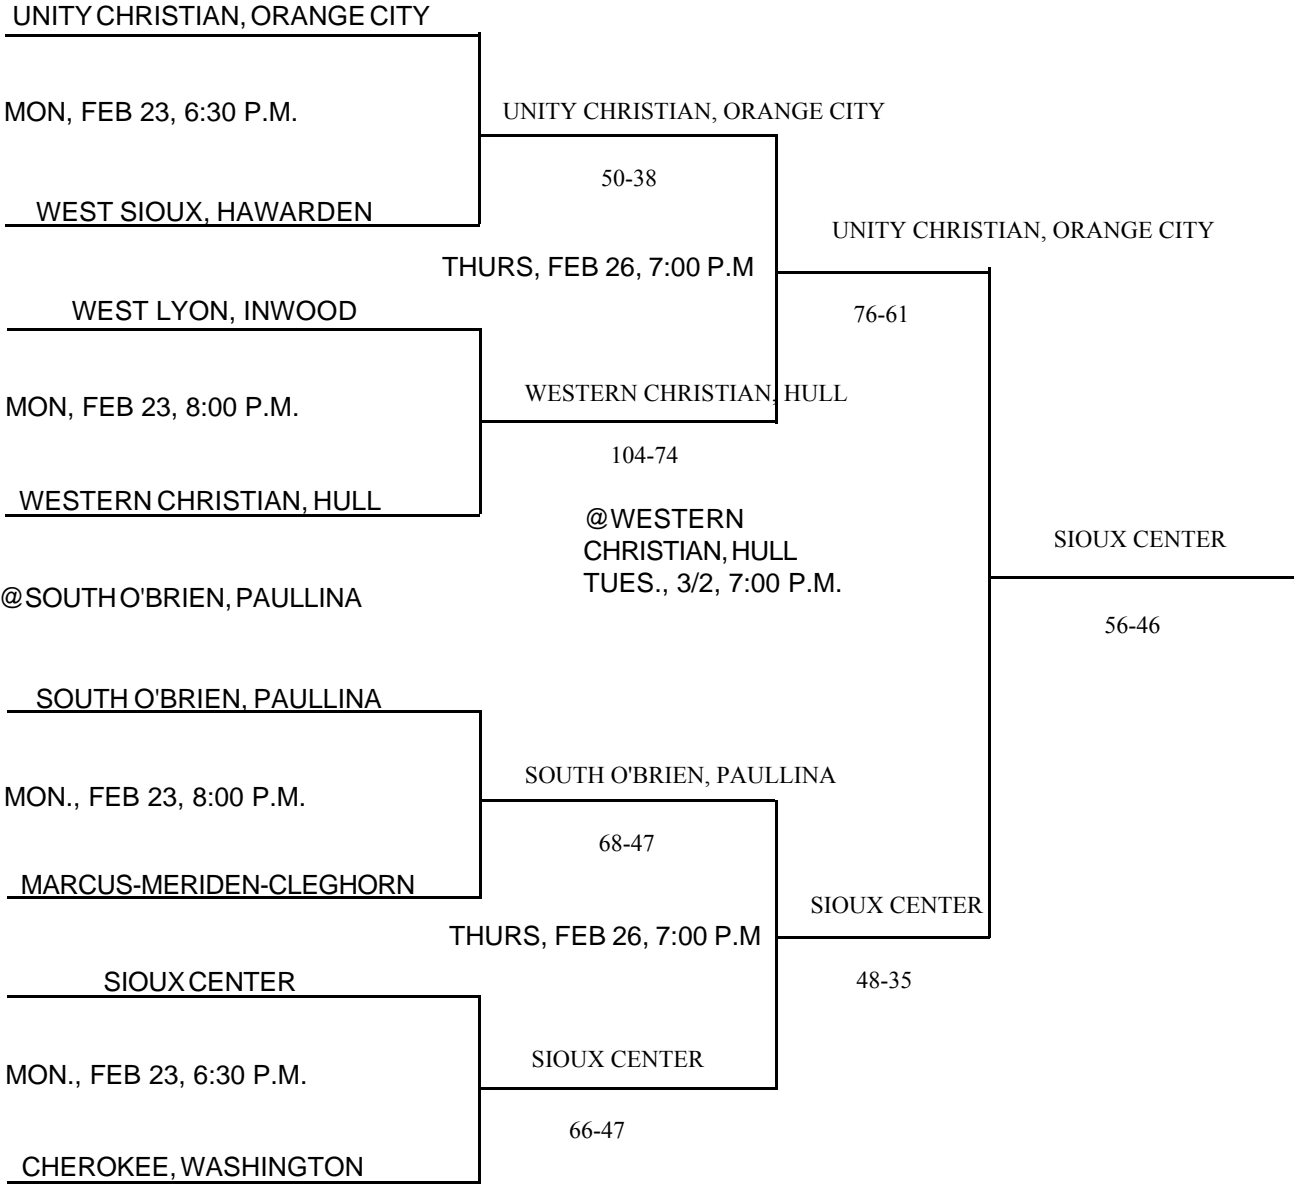 UNITY CHRISTIAN, ORANGE CITY
MON, FEB 23, 6:30 P.M.
UNITY CHRISTIAN, ORANGE CITY
50-38
WEST SIOUX, HAWARDEN
UNITY CHRISTIAN, ORANGE CITY
THURS, FEB 26, 7:00 P.M
WEST LYON, INWOOD
76-61
MON, FEB 23, 8:00 P.M.
WESTERN CHRISTIAN, HULL
104-74
WESTERN CHRISTIAN, HULL
@WESTERN
CHRISTIAN, HULL
TUES., 3/2, 7:00 P.M.
SIOUX CENTER
@SOUTH O'BRIEN, PAULLINA
56-46
SOUTH O'BRIEN, PAULLINA
SOUTH O'BRIEN, PAULLINA
MON., FEB 23, 8:00 P.M.
68-47
MARCUS-MERIDEN-CLEGHORN
SIOUX CENTER
THURS, FEB 26, 7:00 P.M
SIOUX CENTER
48-35
SIOUX CENTER
MON., FEB 23, 6:30 P.M.
66-47
CHEROKEE, WASHINGTON